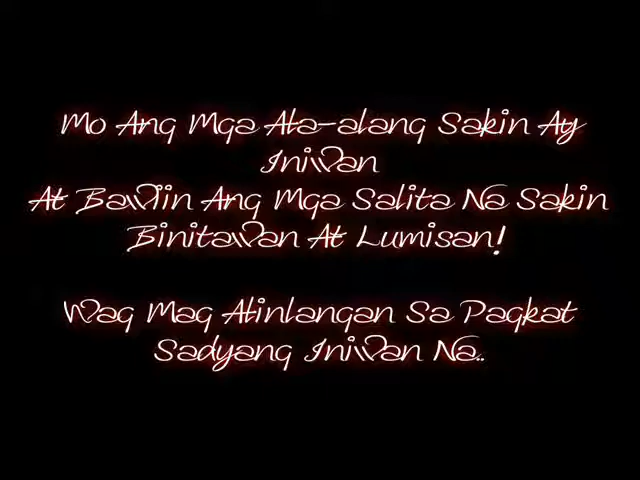 Mo Ang Mga Ala-alang Sakin Ay
Iniwan
At Bawiin Ang Mga Salita Na Sakin
Binitawan At Lumisan!
Wag Mag Atinlangan Sa Pagkat
Sadyang Iniwan Na..